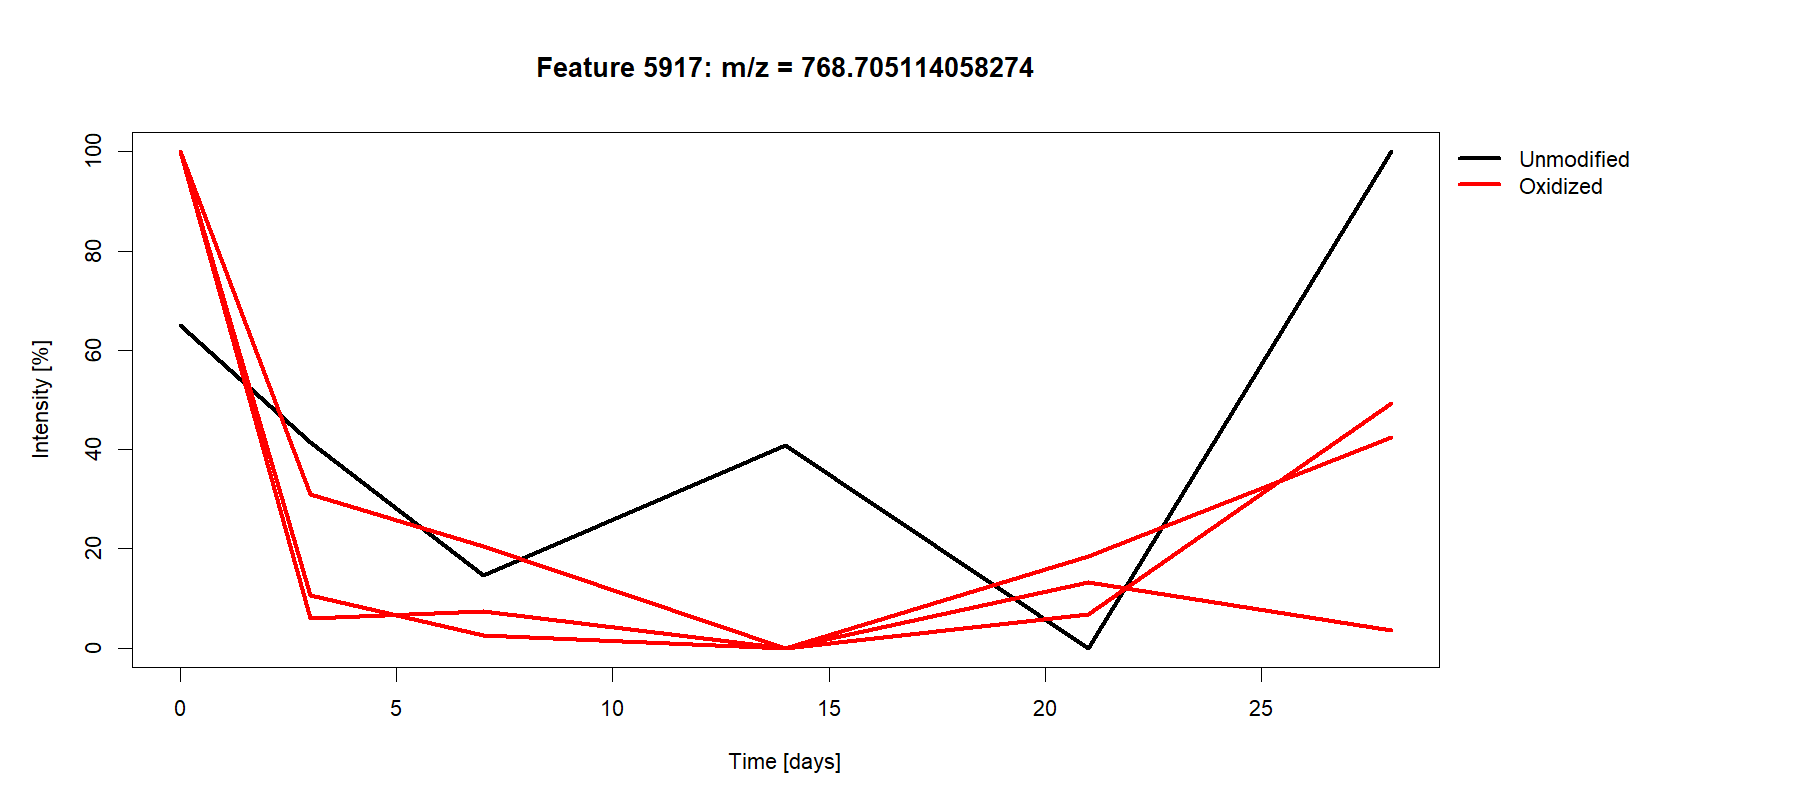 Feature 5917: m/z = 768.705114058274
Unmodified
Oxidized
Intensity [%]
100
80
60
40
20
0
0 5 10 15 20 25
Time [days]